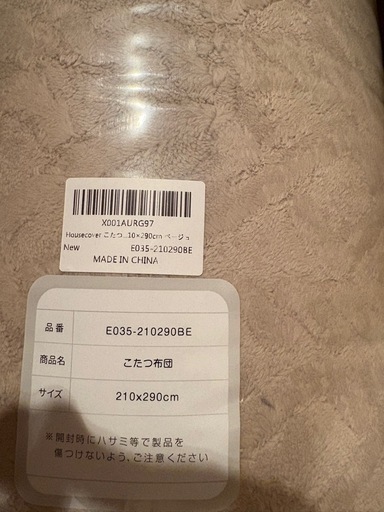 X001AURG97
Housecover こたつ...10×290cm ベージュ
New E035-210290BE
MADE IN CHINA
品番 E035-210290BE
商品名 こたつ布団
サイズ 210x290cm
※開封時にハサミ等で製品を
傷つけないよう、ご注意ください